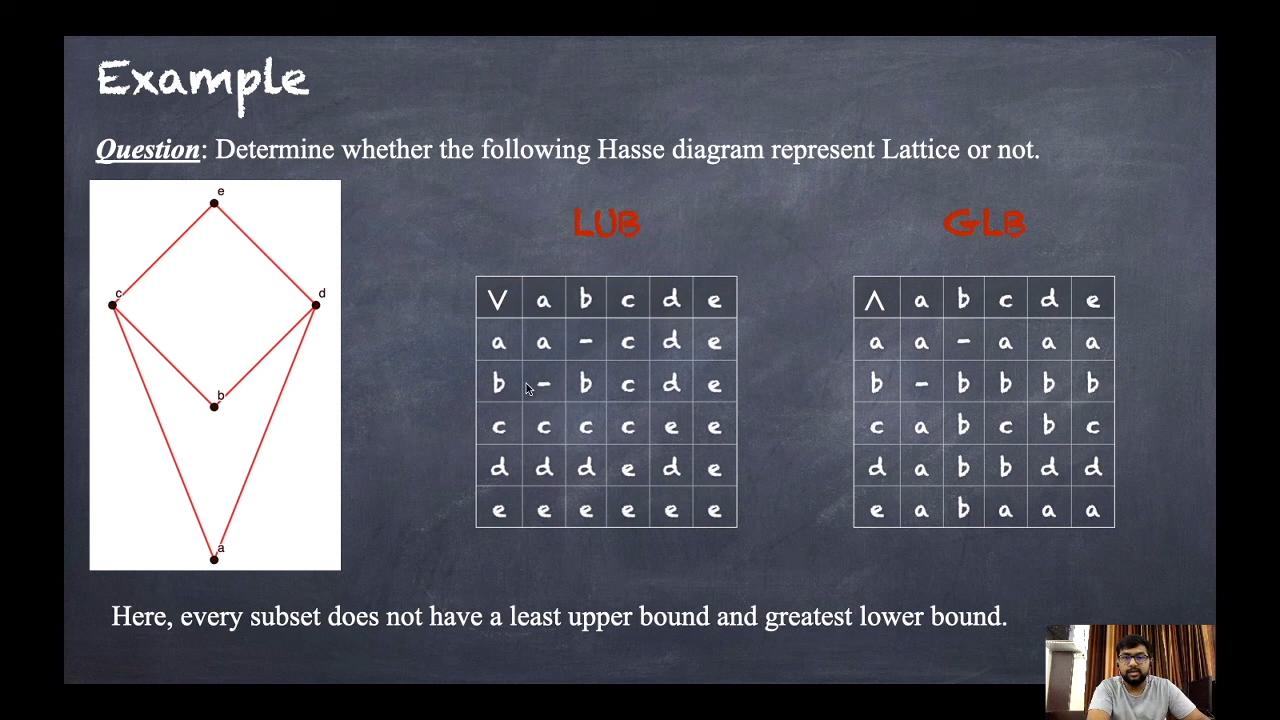 Example
Question: Determine whether the following Hasse diagram represent Lattice or not.
e
c
d
b
a
LUB
∨ a b c d e
a a - c d e
b - b c d e
c c c c e e
d d d e d e
e e e e e e
GLB
∧ a b c d e
a a - a a a
b - b b b b
c a b c b c
d a b b d d
e a b a a a
Here, every subset does not have a least upper bound and greatest lower bound.